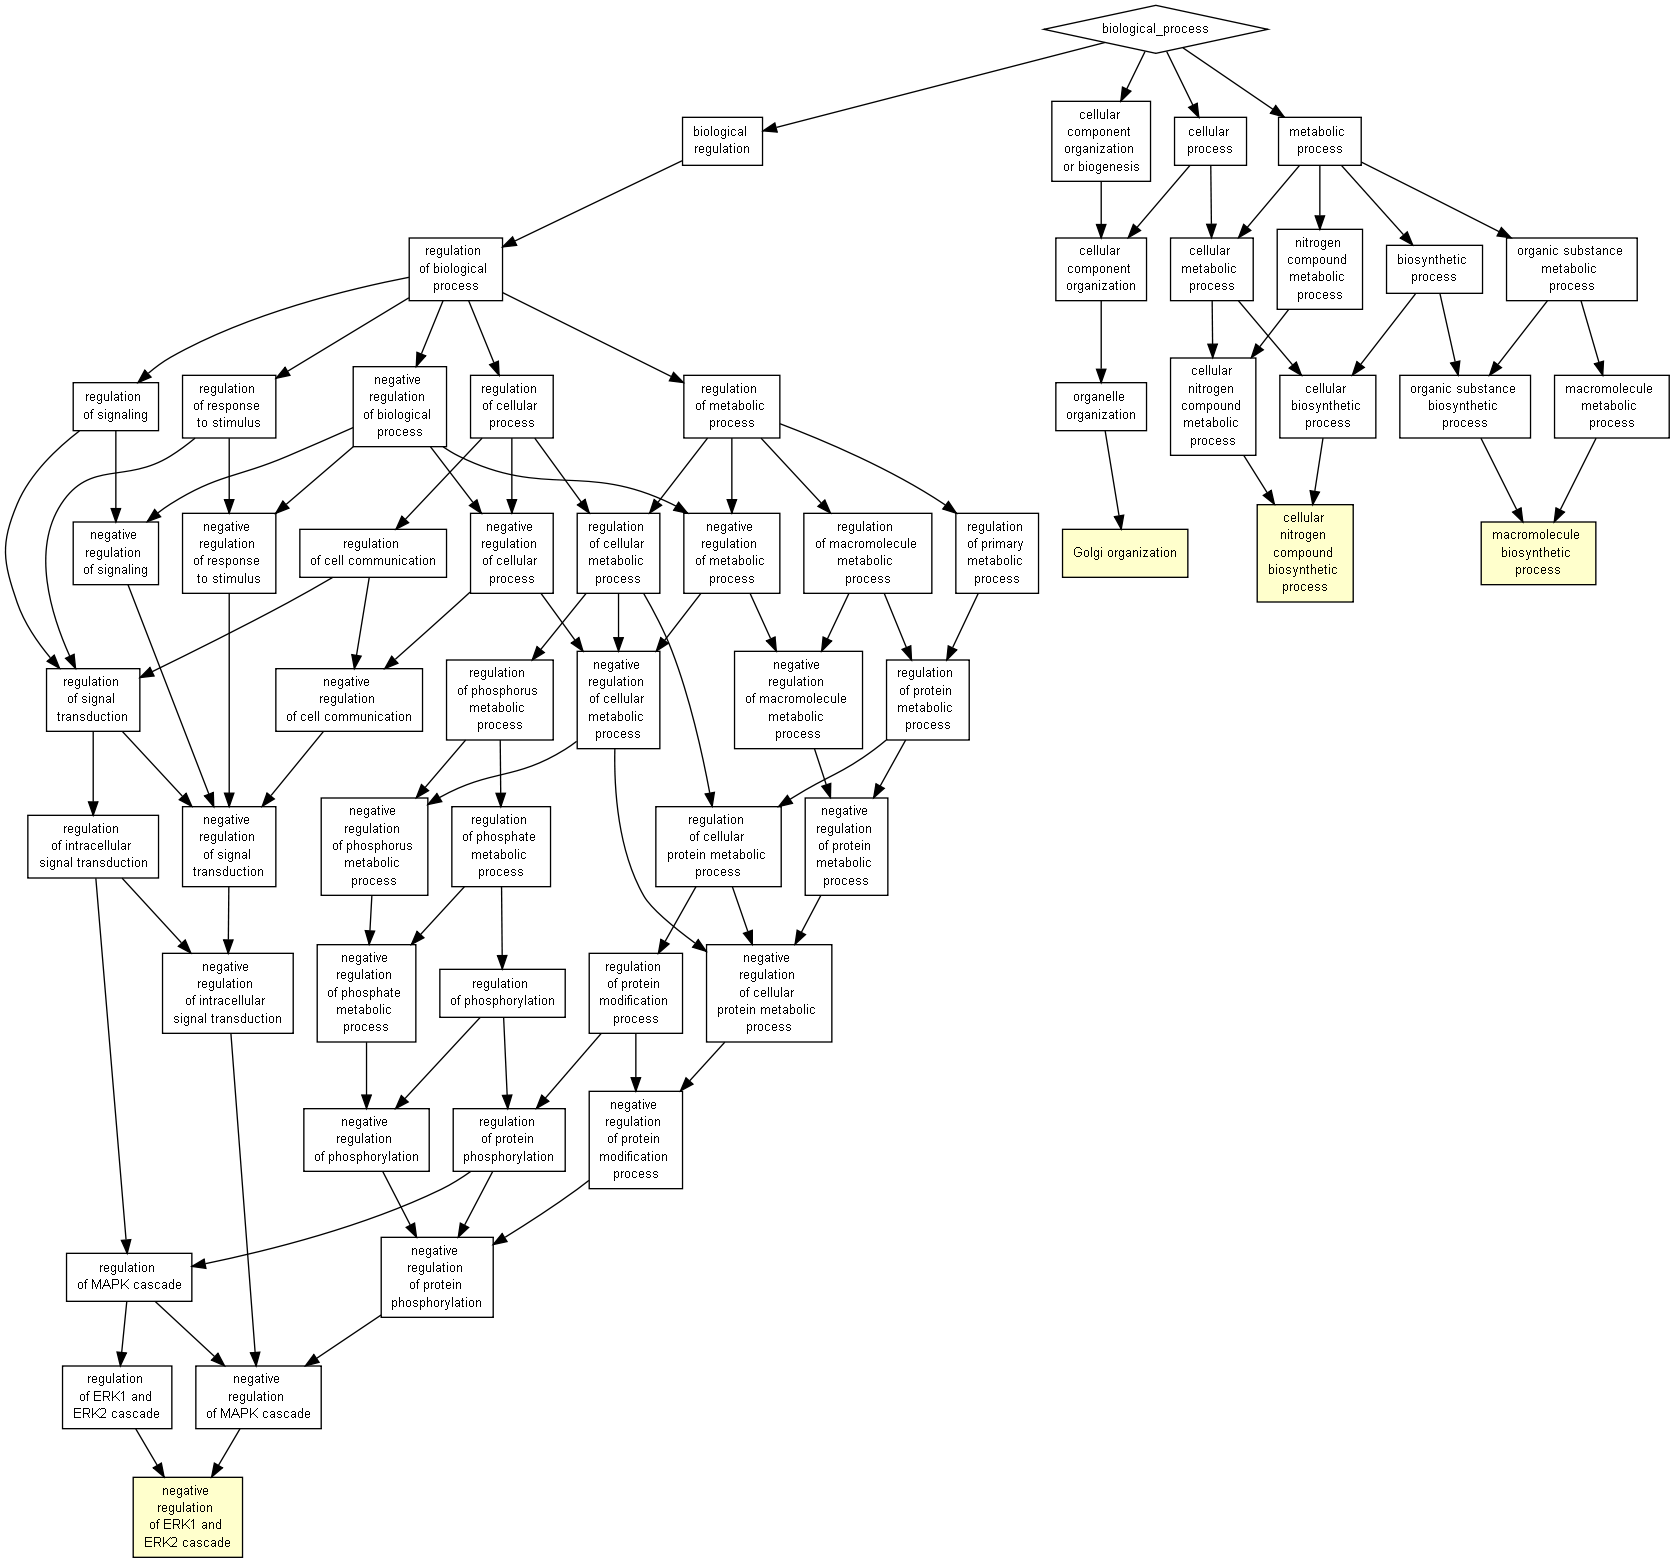 biological_process
biological
regulation
cellular
component
organization
or biogenesis
cellular
process
metabolic
process
regulation
of biological
process
cellular
component
organization
cellular
metabolic
process
nitrogen
compound
metabolic
process
biosynthetic
process
organic substance
metabolic
process
regulation
of signaling
regulation
of response
to stimulus
negative
regulation
of biological
process
regulation
of cellular
process
regulation
of metabolic
process
organelle
organization
cellular
nitrogen
compound
metabolic
process
cellular
biosynthetic
process
organic substance
biosynthetic
process
macromolecule
metabolic
process
negative
regulation
of signaling
negative
regulation
of response
to stimulus
regulation
of cell communication
negative
regulation
of cellular
process
regulation
of cellular
metabolic
process
negative
regulation
of metabolic
process
regulation
of macromolecule
metabolic
process
regulation
of primary
metabolic
process
Golgi organization
cellular
nitrogen
compound
biosynthetic
process
macromolecule
biosynthetic
process
regulation
of signal
transduction
negative
regulation
of cell communication
regulation
of phosphorus
metabolic
process
negative
regulation
of cellular
metabolic
process
negative
regulation
of macromolecule
metabolic
process
regulation
of protein
metabolic
process
regulation
of intracellular
signal transduction
negative
regulation
of signal
transduction
negative
regulation
of phosphorus
metabolic
process
regulation
of phosphate
metabolic
process
regulation
of cellular
protein metabolic
process
negative
regulation
of protein
metabolic
process
negative
regulation
of intracellular
signal transduction
negative
regulation
of phosphate
metabolic
process
regulation
of phosphorylation
regulation
of protein
modification
process
negative
regulation
of cellular
protein metabolic
process
negative
regulation
of phosphorylation
regulation
of protein
phosphorylation
negative
regulation
of protein
modification
process
regulation
of MAPK cascade
negative
regulation
of protein
phosphorylation
regulation
of ERK1 and
ERK2 cascade
negative
regulation
of MAPK cascade
negative
regulation
of ERK1 and
ERK2 cascade